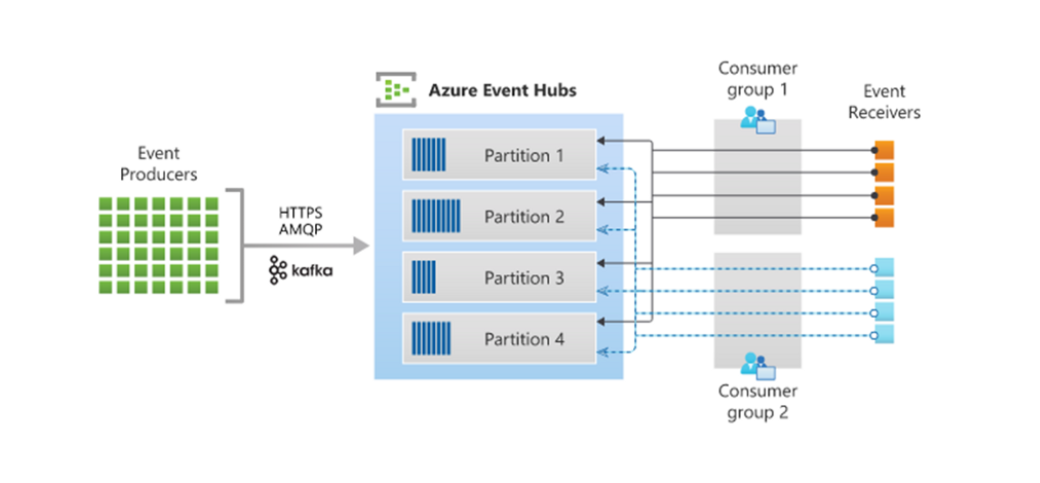 Azure Event Hubs
Event
Producers
HTTPS
AMQP
kafka
Partition 1
Partition 2
Partition 3
Partition 4
Consumer
group 1
Event
Receivers
Consumer
group 2